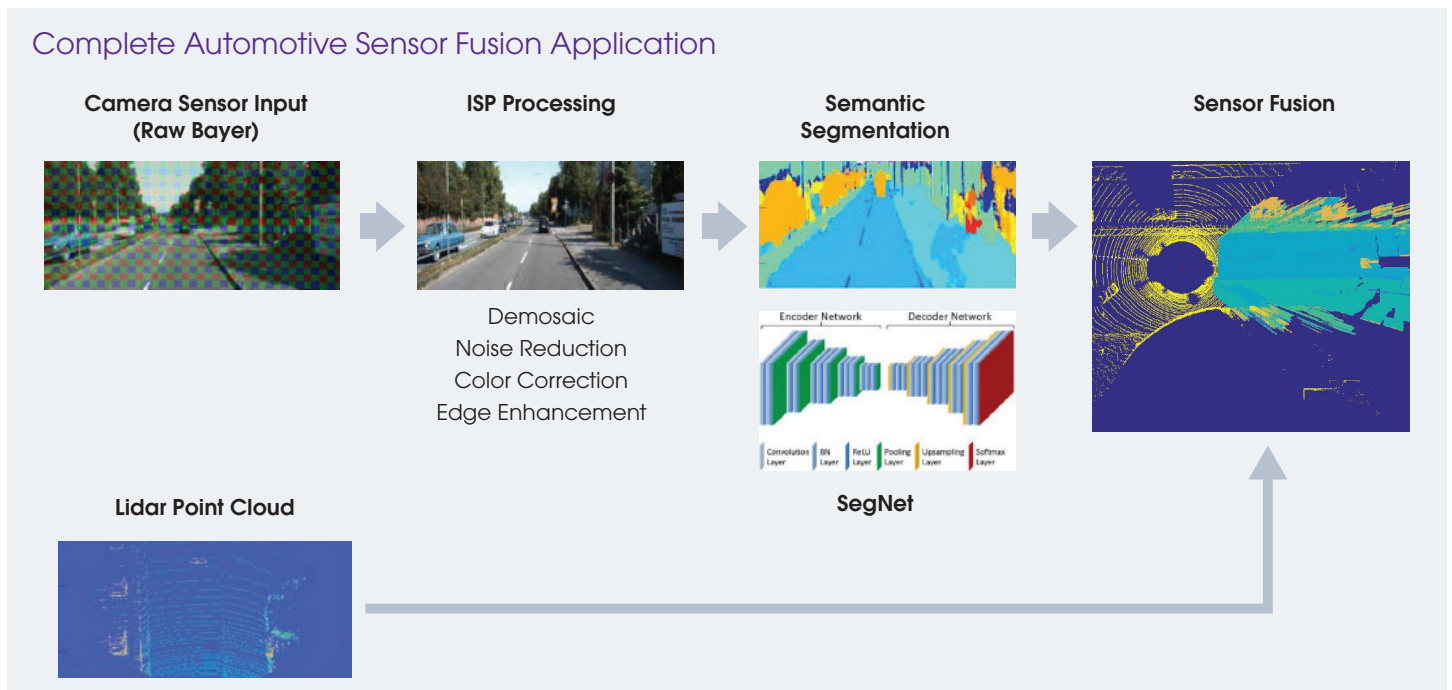 Complete Automotive Sensor Fusion Application
Camera Sensor Input
(Raw Bayer)
ISP Processing
Semantic
Segmentation
Sensor Fusion
Demosaic
Noise Reduction
Color Correction
Edge Enhancement
Encoder Network
Decoder Network
Convolution
Layer
BN
Layer
ReLU
Layer
Pooling
Layer
Upsampling
Layer
Softmax
Layer
SegNet
Lidar Point Cloud